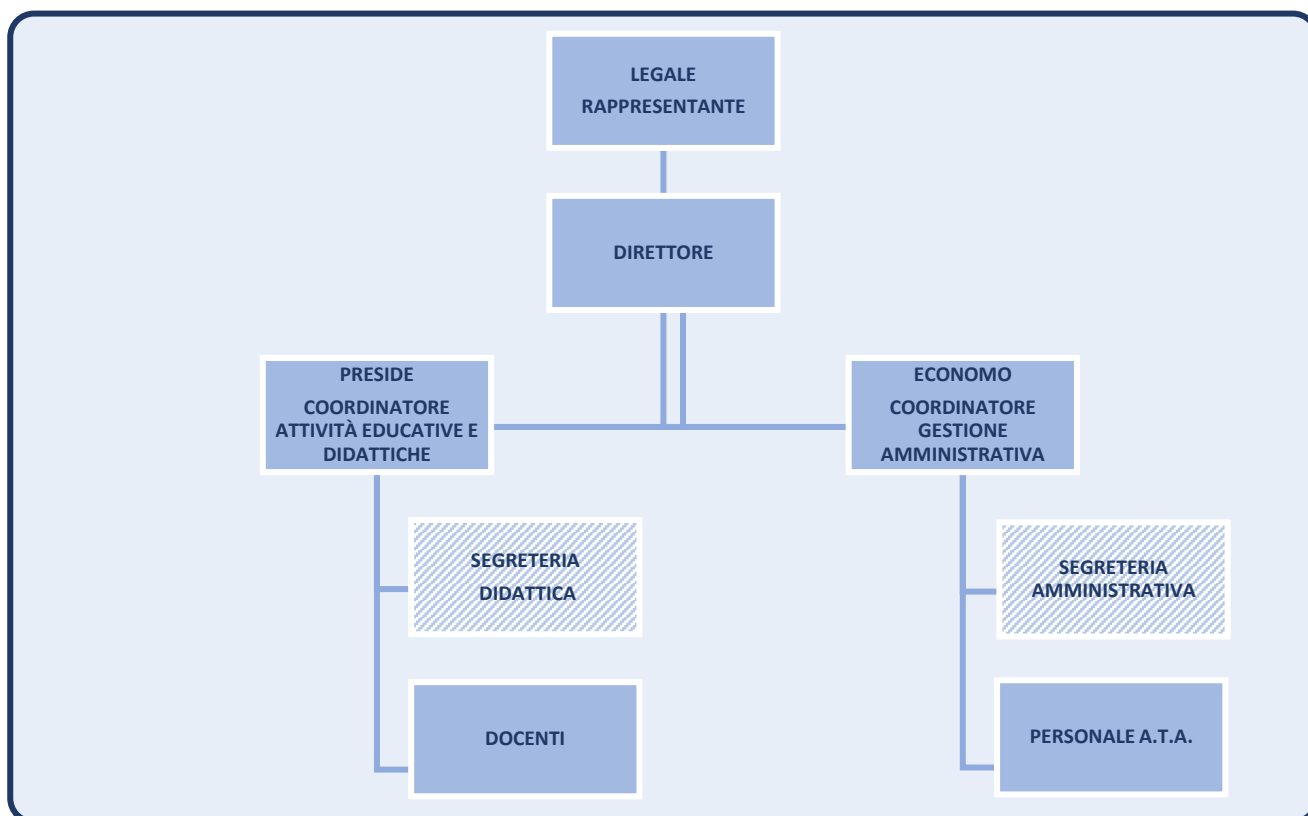 LEGALE
RAPPRESENTANTE
DIRETTORE
PRESIDE
COORDINATORE
ATTIVITÀ EDUCATIVE E
DIDATTICHE
ECONOMO
COORDINATORE
GESTIONE
AMMINISTRATIVA
SEGRETERIA
DIDATTICA
SEGRETERIA
AMMINISTRATIVA
DOCENTI
PERSONALE A.T.A.